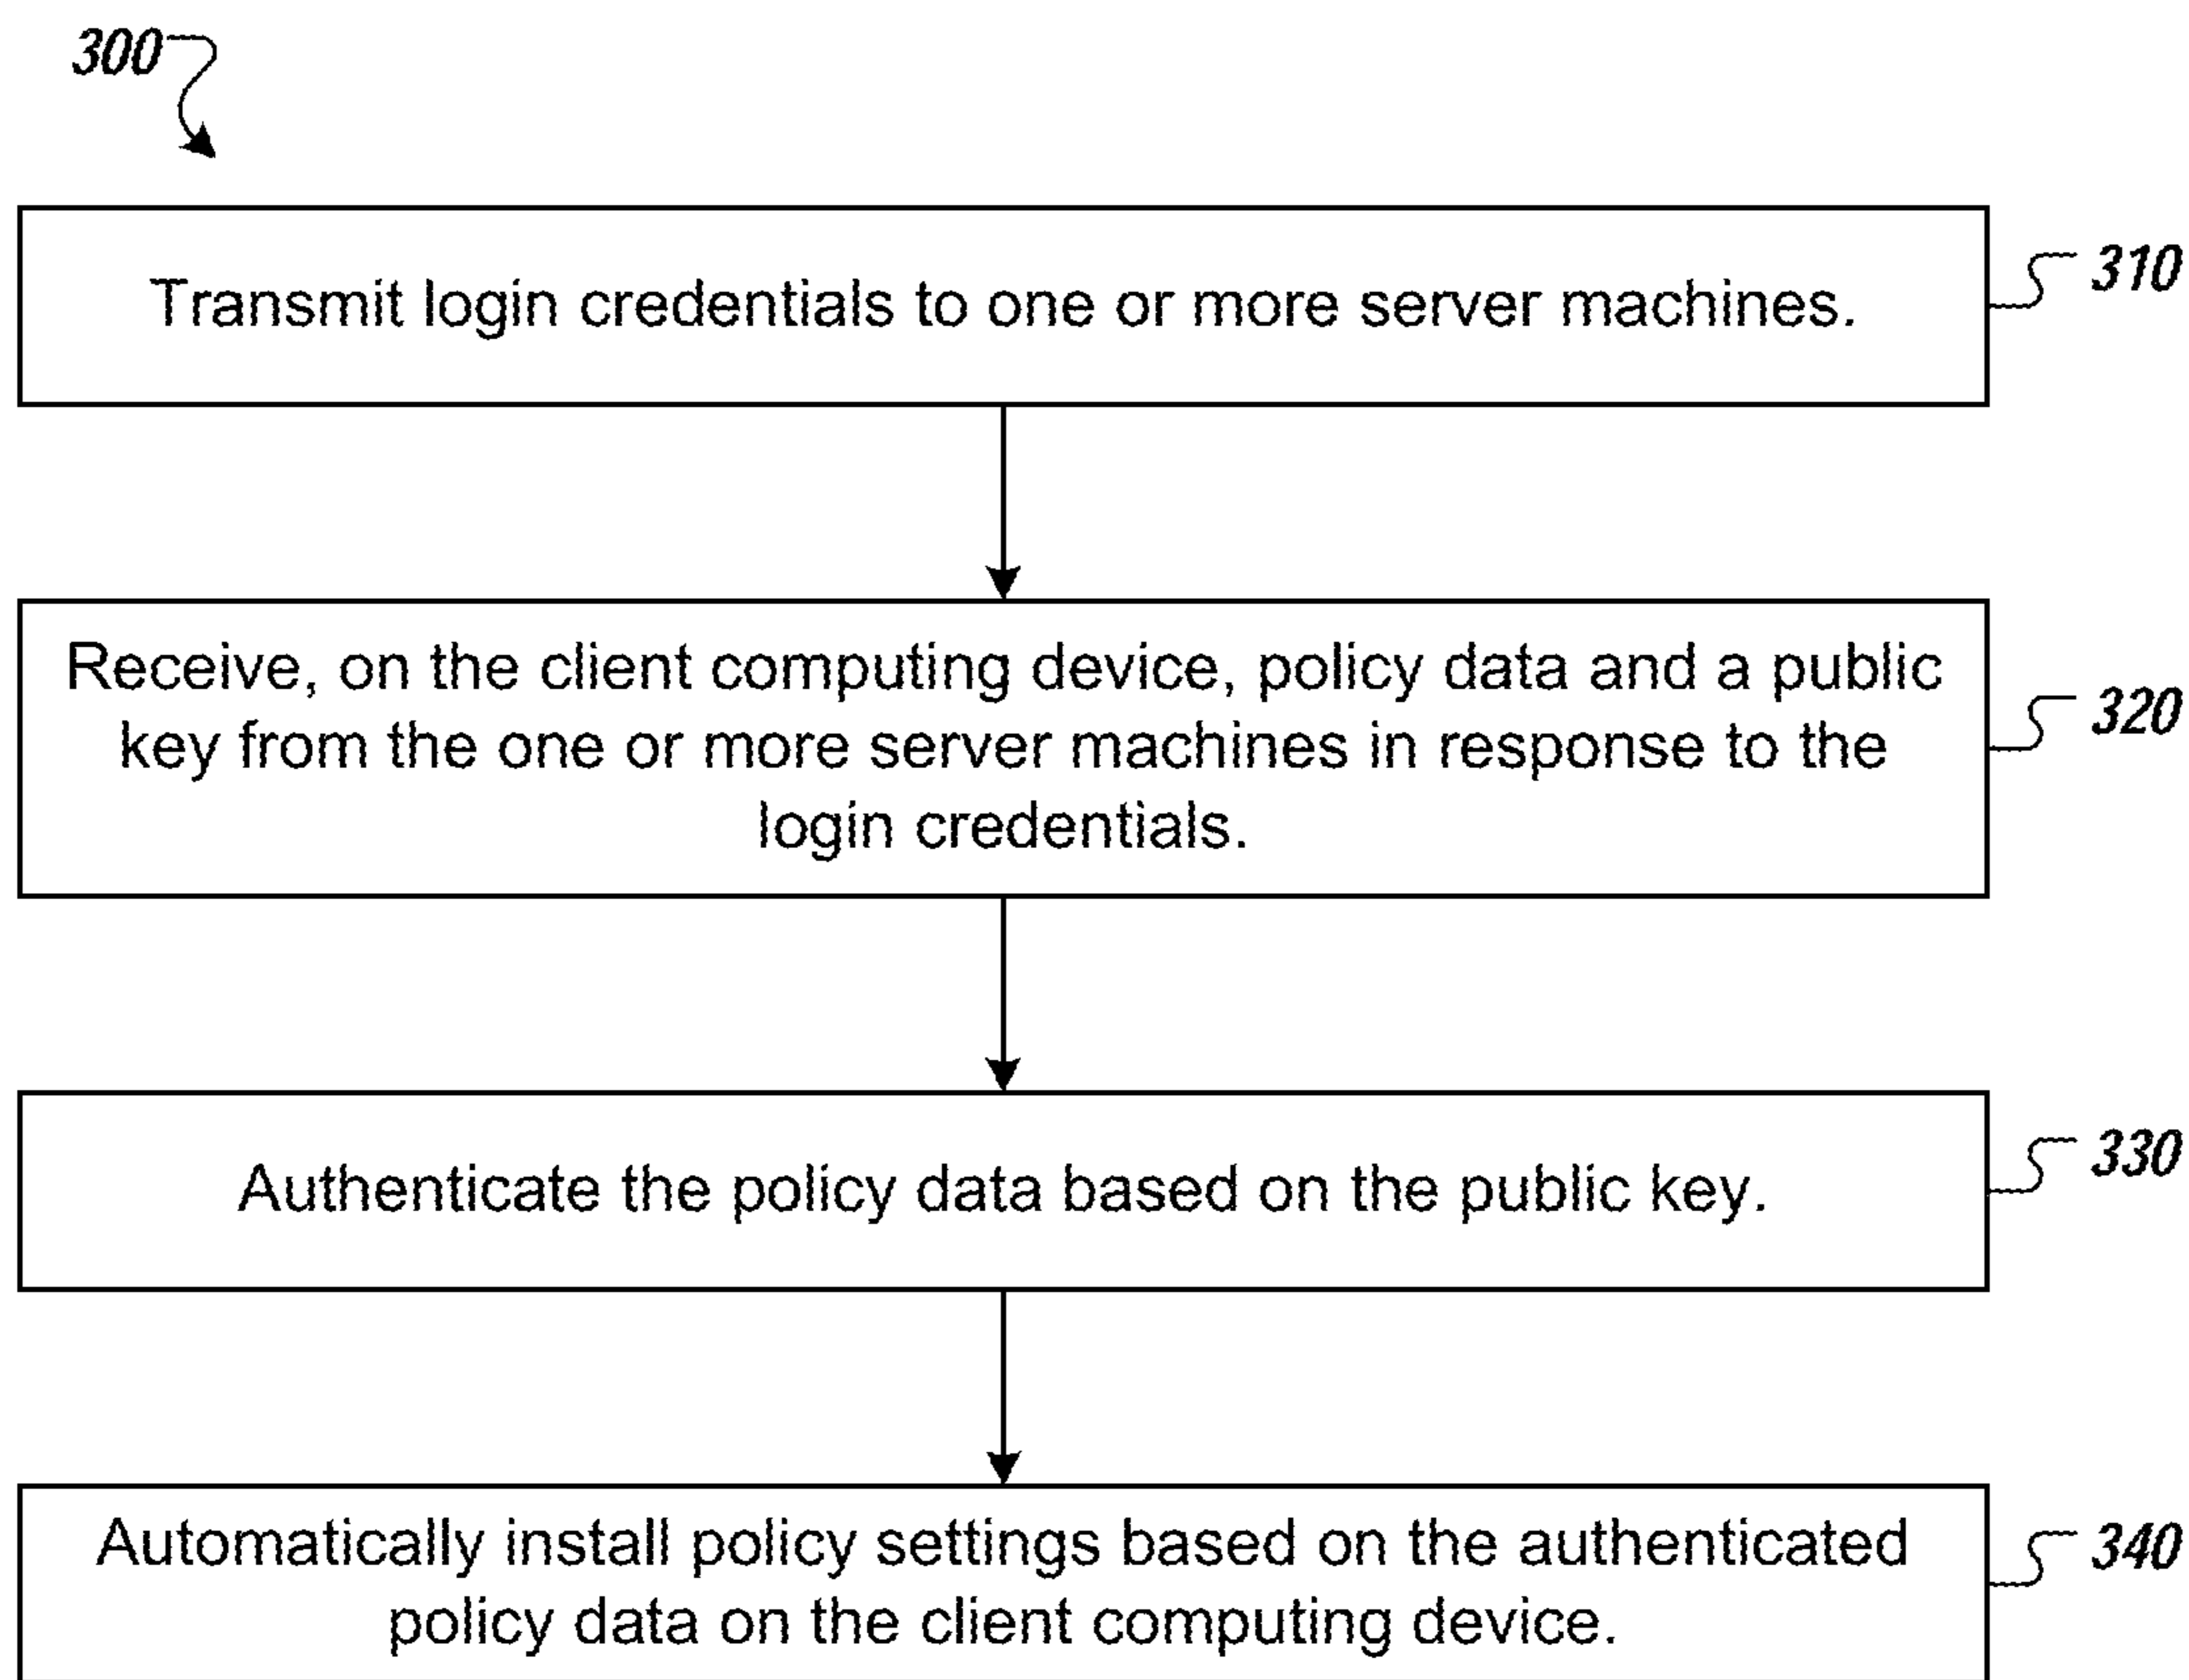 300
Transmit login credentials to one or more server machines.
310
Receive, on the client computing device, policy data and a public
key from the one or more server machines in response to the
login credentials.
320
Authenticate the policy data based on the public key.
330
Automatically install policy settings based on the authenticated
policy data on the client computing device.
340